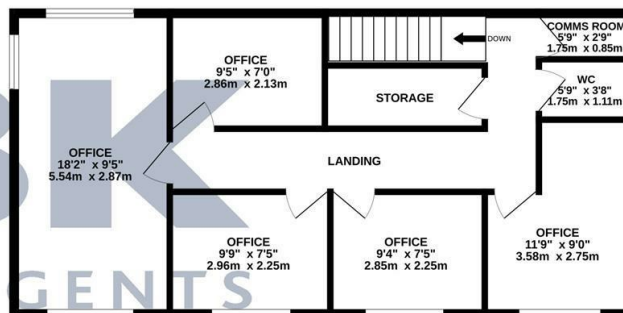 COMMS ROOM
5'9" x 2'9"
1.75m x 0.85m
OFFICE
9'5" x 7'0"
2.86m x 2.13m
DOWN
STORAGE
WC
5'9" x 3'8"
1.75m x 1.11m
OFFICE
18'2" x 9'5"
5.54m x 2.87m
LANDING
OFFICE
9'9" x 7'5"
2.96m x 2.25m
OFFICE
9'4" x 7'5"
2.85m x 2.25m
OFFICE
11'9" x 9'0"
3.58m x 2.75m
SK
GENTS